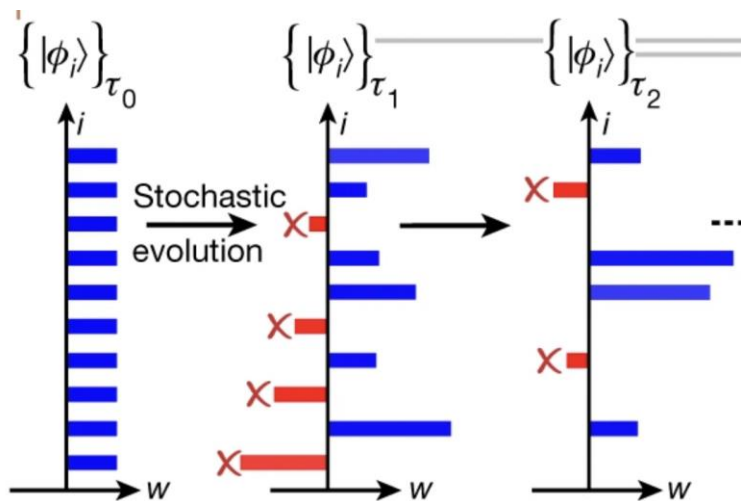 {|ϕᵢ⟩}τ₀ {|ϕᵢ⟩}τ₁ {|ϕᵢ⟩}τ₂
i i i
Stochastic
evolution
w w w